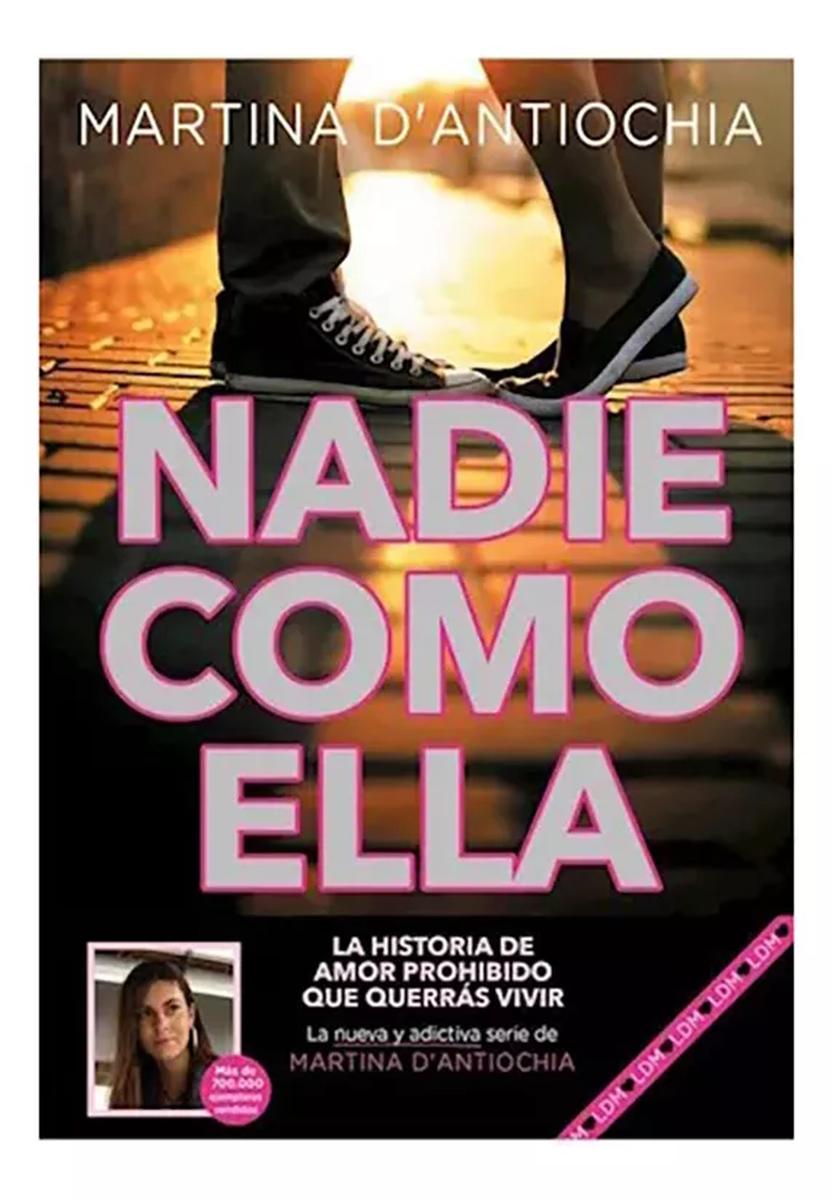 MARTINA D'ANTIOCHIA
NADIE
COMO
ELLA
LA HISTORIA DE
AMOR PROHIBIDO
QUE QUERRÁS VIVIR
La nueva y adictiva serie de
MARTINA D'ANTIOCHIA
Más de
700.000
ejemplares
vendidos
LDM LDM LDM LDM LDM